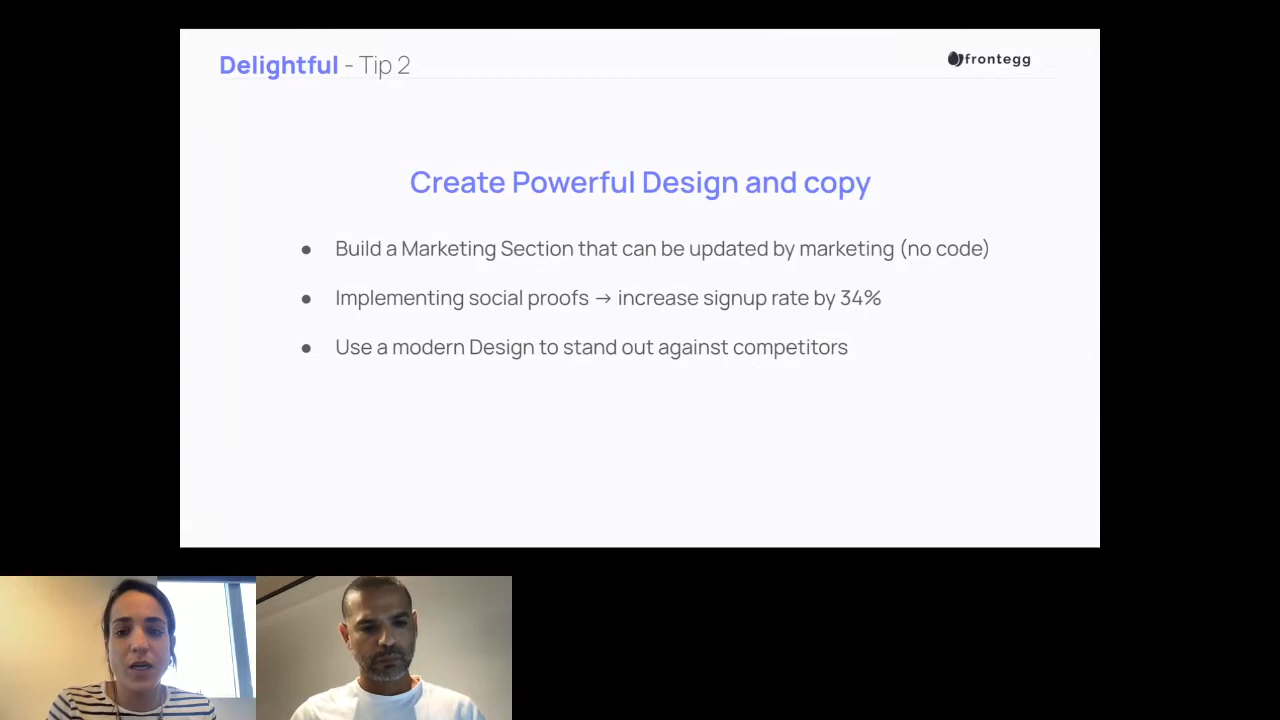 Delightful - Tip 2
frontegg
Create Powerful Design and copy
● Build a Marketing Section that can be updated by marketing (no code)
● Implementing social proofs → increase signup rate by 34%
● Use a modern Design to stand out against competitors